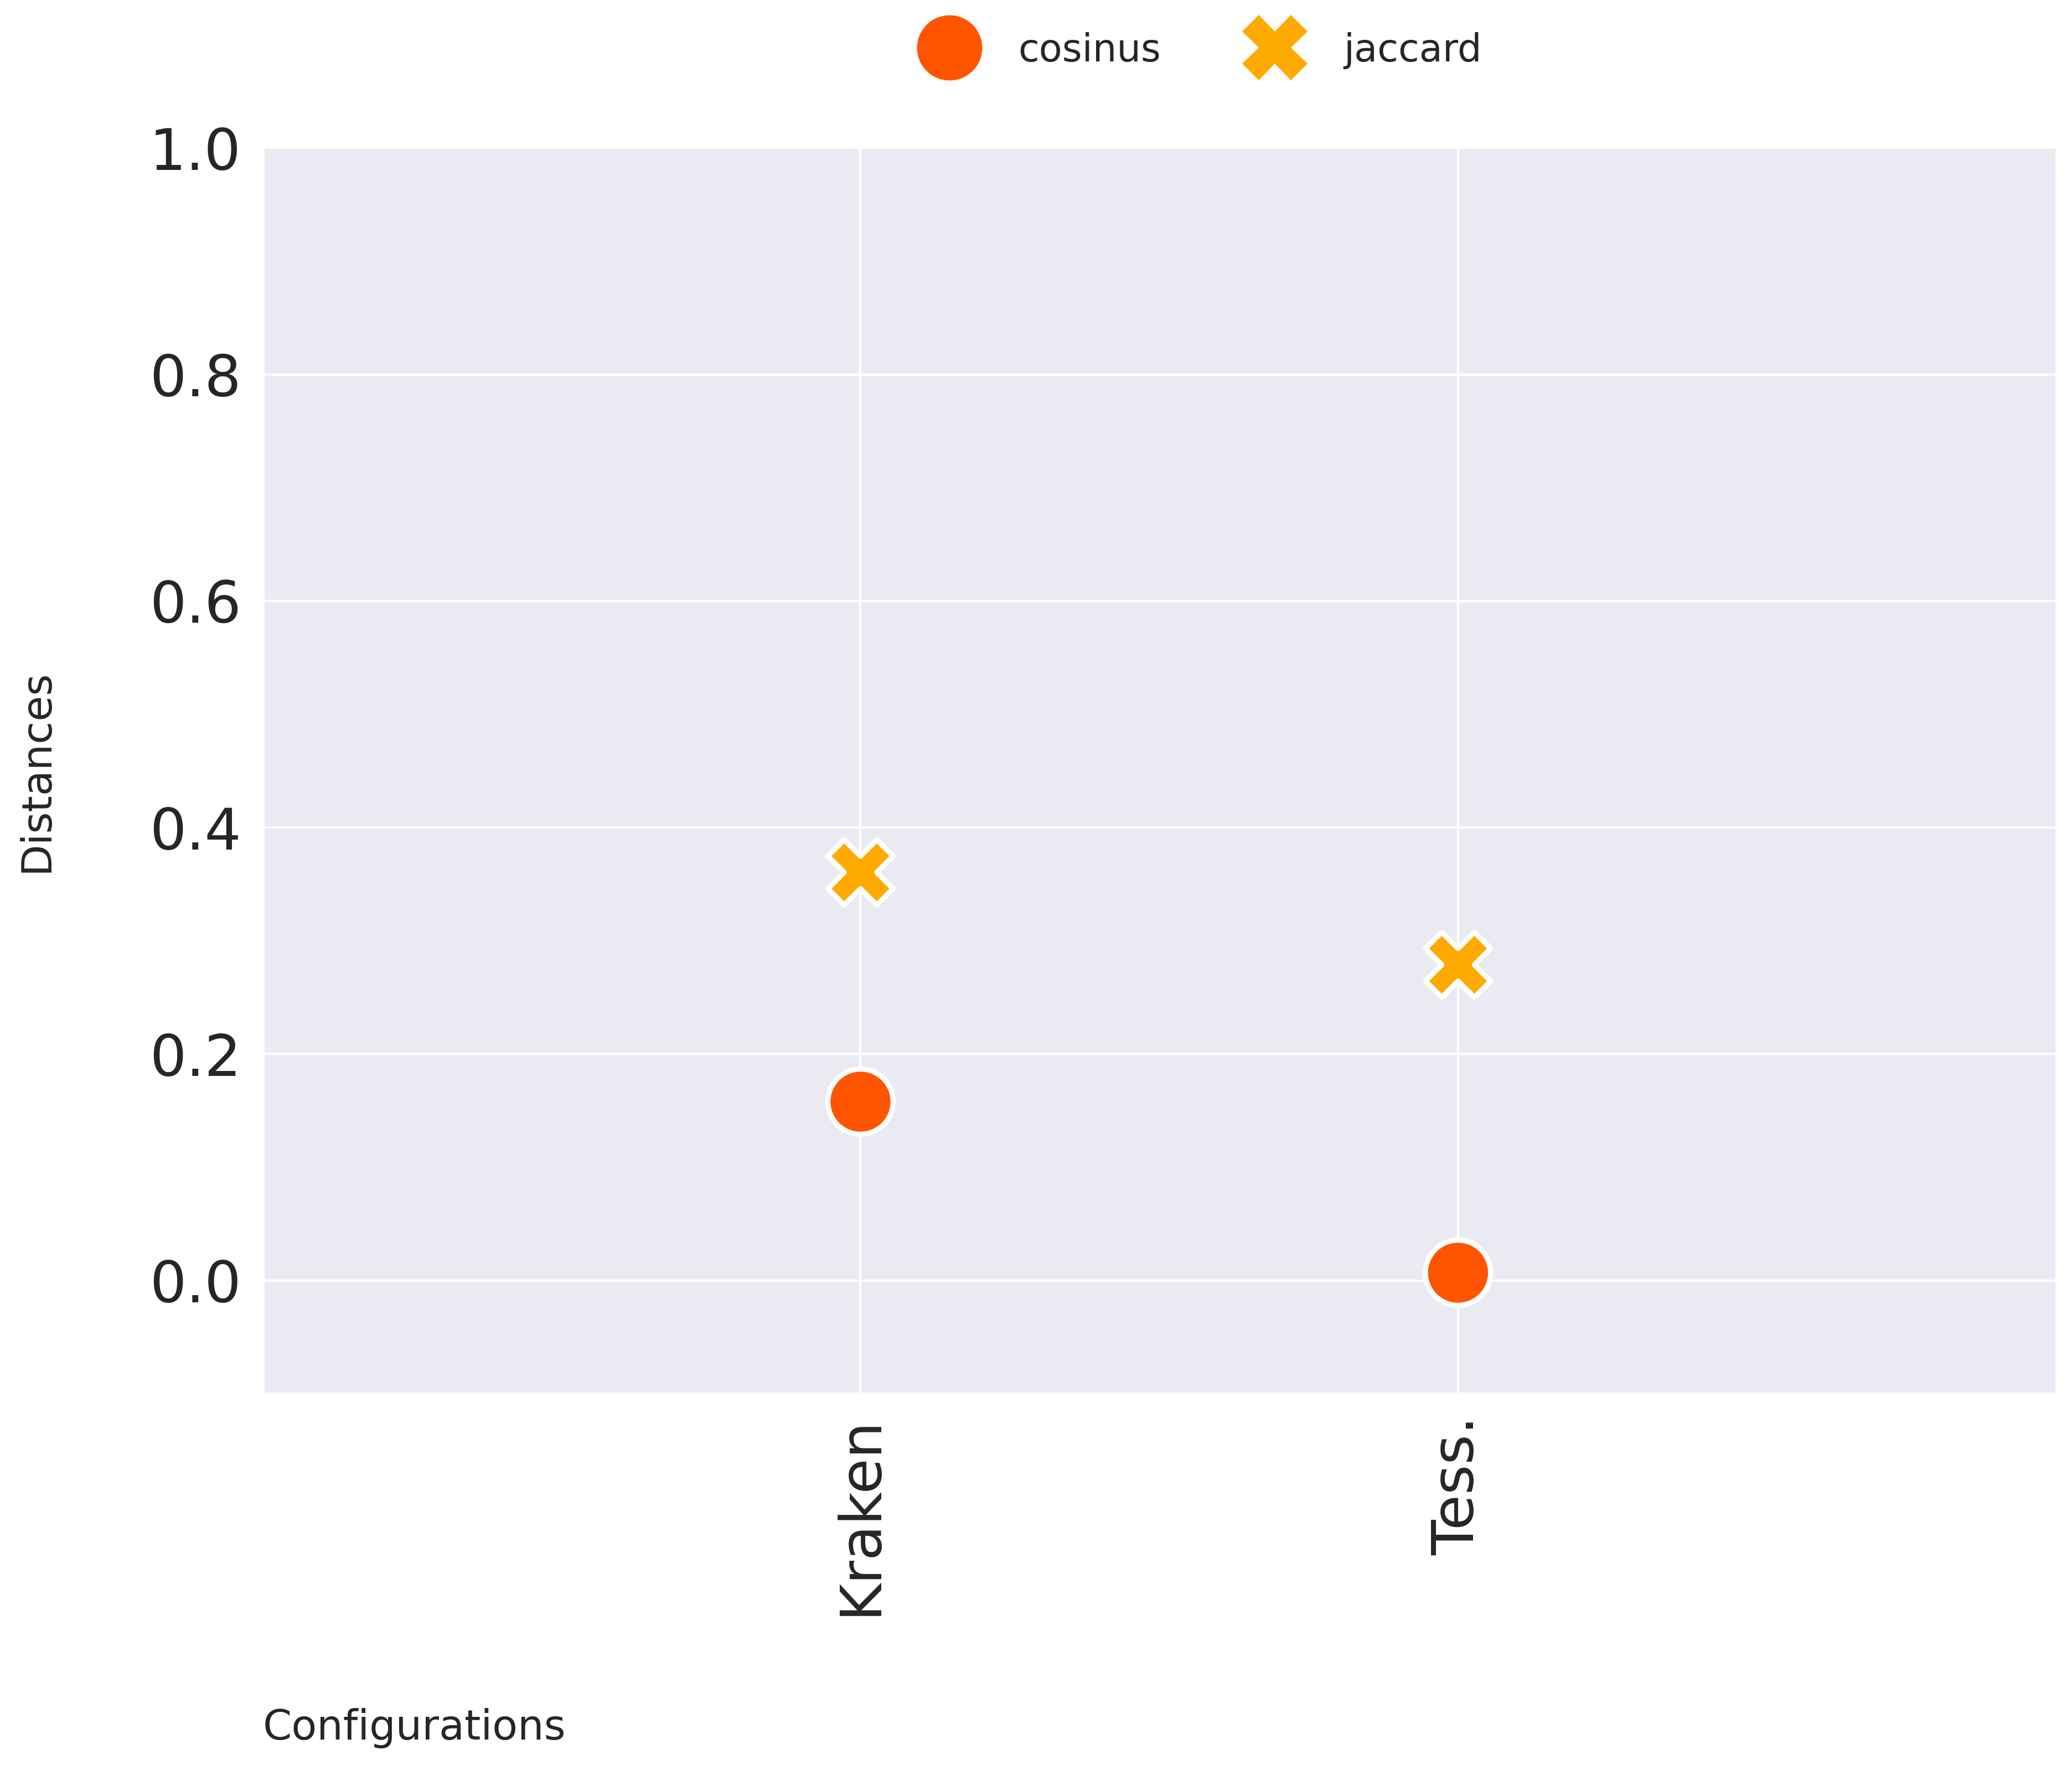 cosinus jaccard
1.0
0.8
0.6
0.4
0.2
0.0
Distances
Kraken
Tess.
Configurations